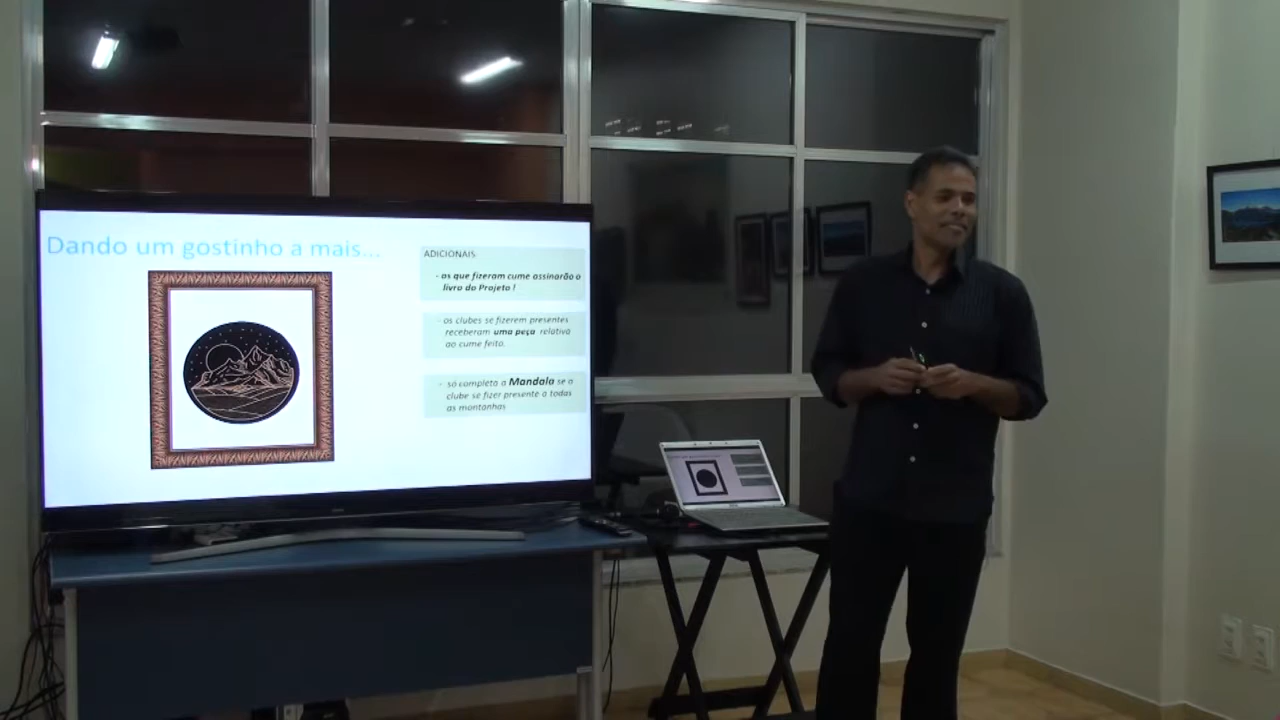 Dando um gostinho a mais...
ADICIONAIS:
- os que fizeram cume assinarão o
livro do Projeto !
- os clubes se fizerem presentes
receberam uma peça relativa
ao cume feito.
- só completa a Mandala se o
clube se fizer presente a todas
as montanhas